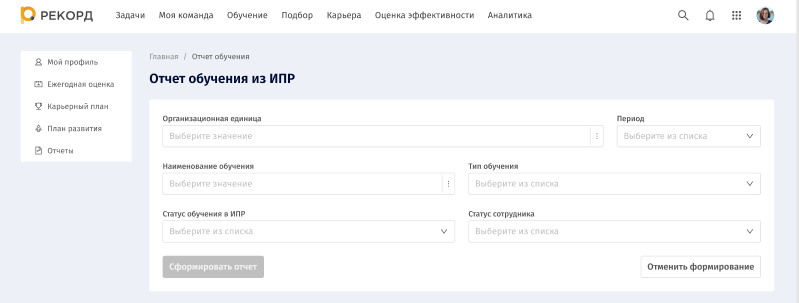 РЕКОРД Задачи Моя команда Обучение Подбор Карьера Оценка эффективности Аналитика
Мой профиль
Ежегодная оценка
Карьерный план
План развития
Отчеты
Главная / Отчет обучения
Отчет обучения из ИПР
Организационная единица Период
Выберите значение Выберите из списка
Наименование обучения Тип обучения
Выберите значение Выберите из списка
Статус обучения в ИПР Статус сотрудника
Выберите из списка Выберите из списка
Сформировать отчет Отменить формирование